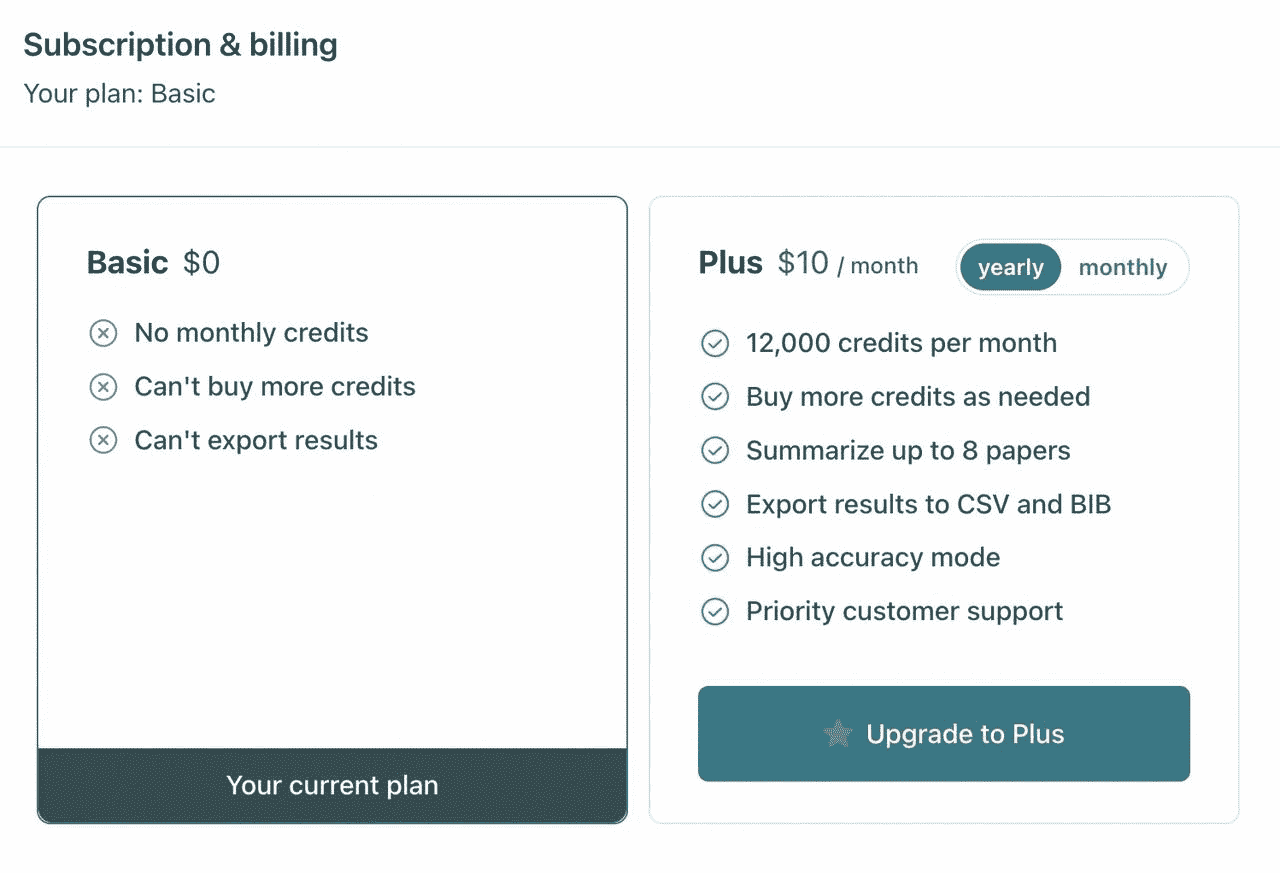 Subscription & billing
Your plan: Basic
Basic $0
No monthly credits
Can't buy more credits
Can't export results
Your current plan
Plus $10 / month
yearly monthly
12,000 credits per month
Buy more credits as needed
Summarize up to 8 papers
Export results to CSV and BIB
High accuracy mode
Priority customer support
Upgrade to Plus